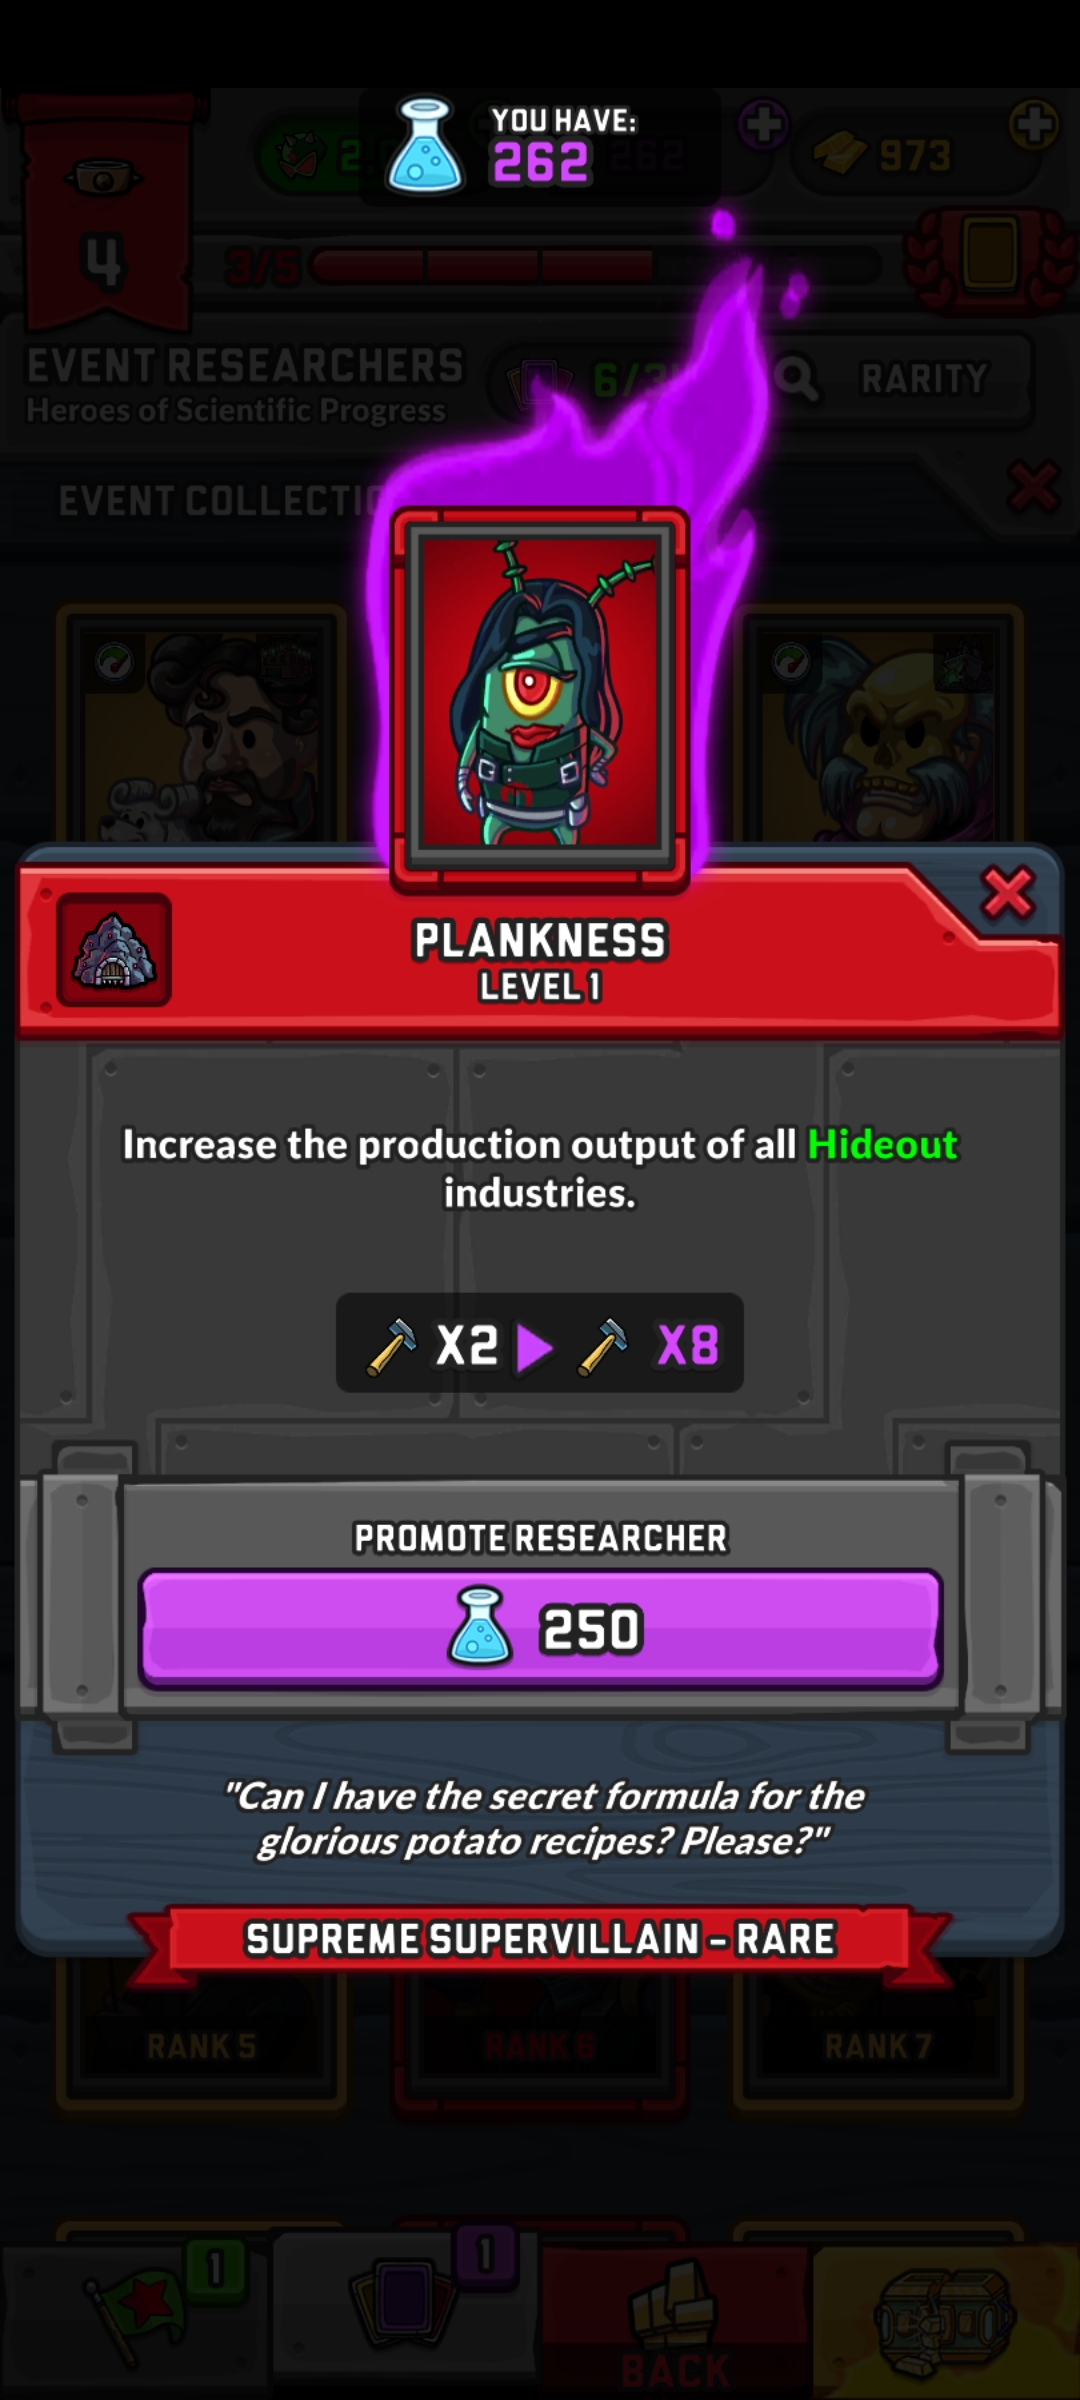 YOU HAVE:
262
262
973
4
3/5
EVENT RESEARCHERS
Heroes of Scientific Progress
RARITY
PLANKNESS
LEVEL 1
Increase the production output of all Hideout
industries.
X2 X8
PROMOTE RESEARCHER
250
"Can I have the secret formula for the
glorious potato recipes? Please?"
SUPREME SUPERVILLAIN - RARE
RANK 5
RANK 6
RANK 7
1
1
BACK